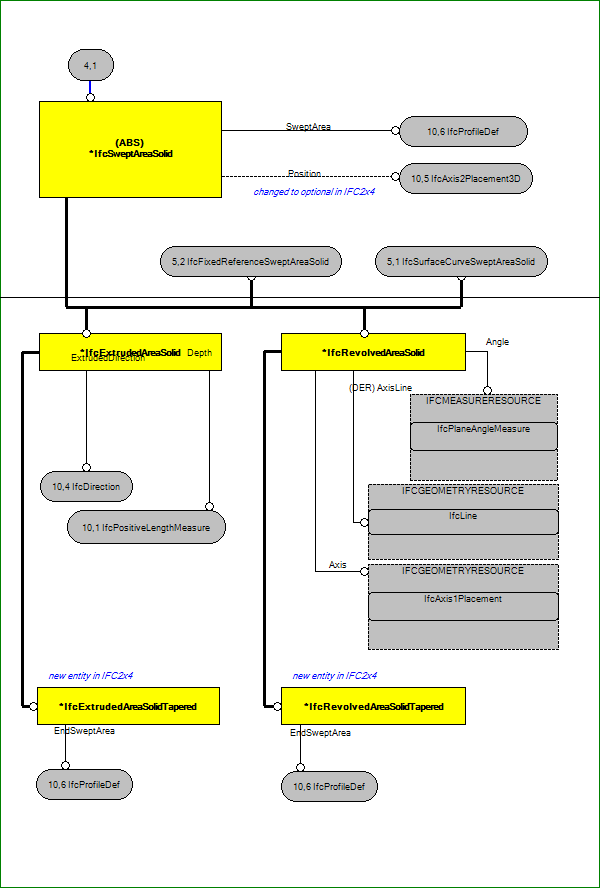 4,1
(ABS)
*IfcSweptAreaSolid
SweptArea
10,6 IfcProfileDef
Position
10,5 IfcAxis2Placement3D
changed to optional in IFC2x4
5,2 IfcFixedReferenceSweptAreaSolid
5,1 IfcSurfaceCurveSweptAreaSolid
*IfcExtrudedAreaSolid
ExtrudedDirection
Depth
*IfcRevolvedAreaSolid
Angle
(DER) AxisLine
IFCMEASURERESOURCE
IfcPlaneAngleMeasure
10,4 IfcDirection
IFCGEOMETRYRESOURCE
IfcLine
10,1 IfcPositiveLengthMeasure
Axis
IFCGEOMETRYRESOURCE
IfcAxis1Placement
new entity in IFC2x4
new entity in IFC2x4
*IfcExtrudedAreaSolidTapered
*IfcRevolvedAreaSolidTapered
EndSweptArea
EndSweptArea
10,6 IfcProfileDef
10,6 IfcProfileDef